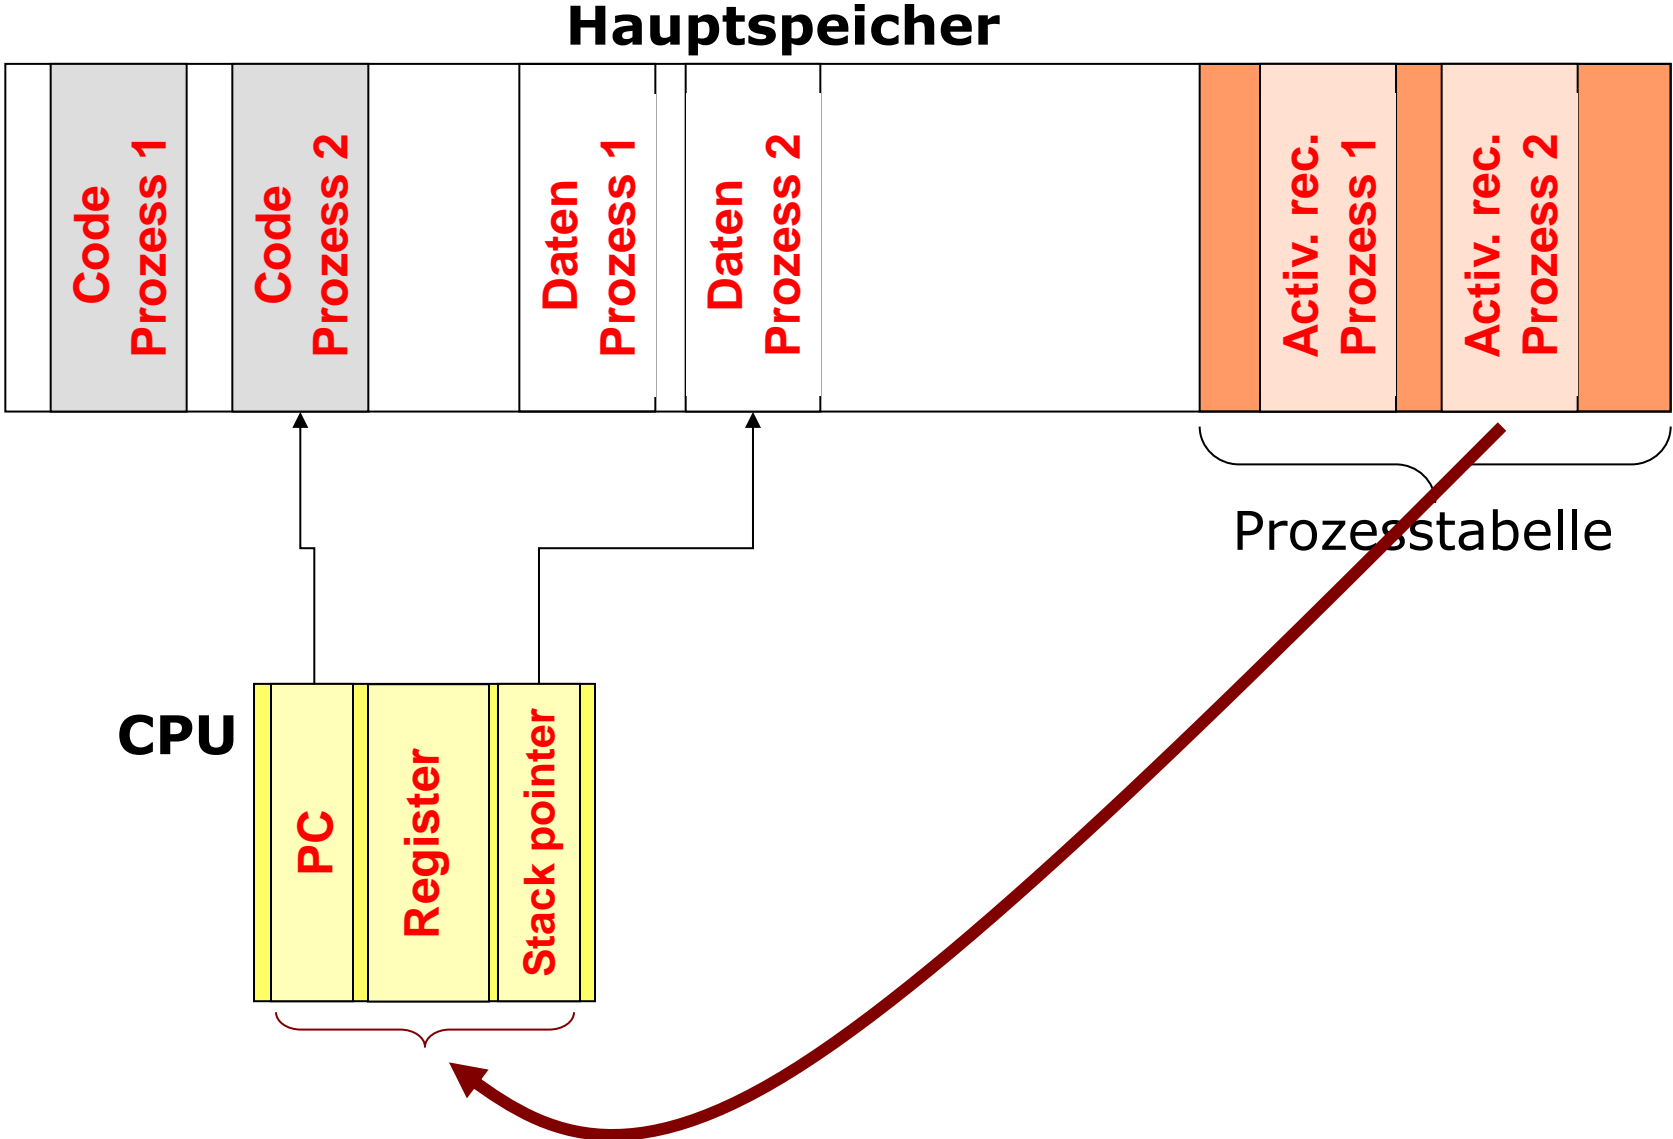 Hauptspeicher
Code
Prozess 1
Code
Prozess 2
Daten
Prozess 1
Daten
Prozess 2
Activ. rec.
Prozess 1
Activ. rec.
Prozess 2
Prozesstabelle
CPU
PC
Register
Stack pointer